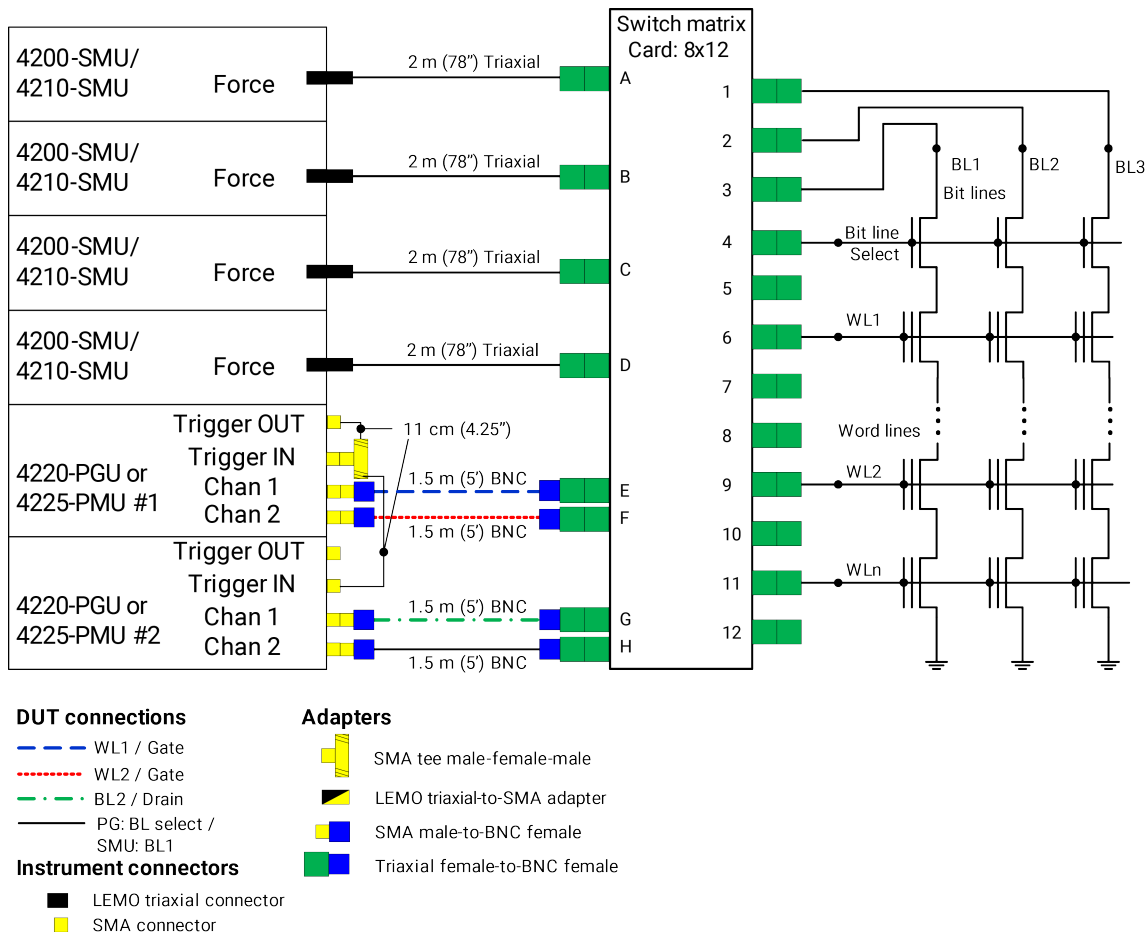 Switch matrix
Card: 8x12
4200-SMU/
4210-SMU
Force
2 m (78”) Triaxial
A
4200-SMU/
4210-SMU
Force
2 m (78”) Triaxial
B
4200-SMU/
4210-SMU
Force
2 m (78”) Triaxial
C
4200-SMU/
4210-SMU
Force
2 m (78”) Triaxial
D
4220-PGU or
4225-PMU #1
Trigger OUT
Trigger IN
Chan 1
Chan 2
11 cm (4.25”)
1.5 m (5’) BNC
E
1.5 m (5’) BNC
F
4220-PGU or
4225-PMU #2
Trigger OUT
Trigger IN
Chan 1
Chan 2
1.5 m (5’) BNC
G
1.5 m (5’) BNC
H
1
2
3
4
5
6
7
8
9
10
11
12
BL1
BL2
BL3
Bit lines
Bit line
Select
WL1
Word lines
WL2
WLn
DUT connections
WL1 / Gate
WL2 / Gate
BL2 / Drain
PG: BL select /
SMU: BL1
Instrument connectors
LEMO triaxial connector
SMA connector
Adapters
SMA tee male-female-male
LEMO triaxial-to-SMA adapter
SMA male-to-BNC female
Triaxial female-to-BNC female